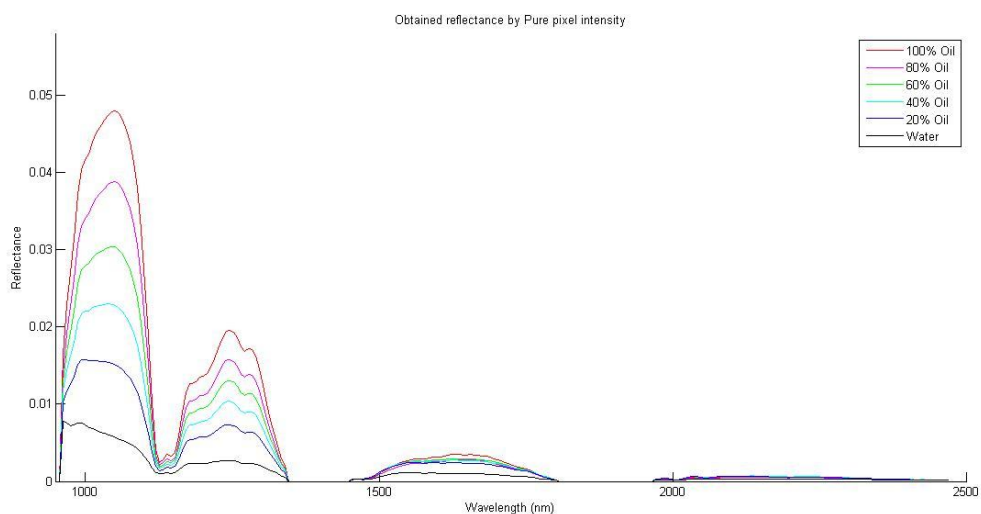 Obtained reflectance by Pure pixel intensity
100% Oil
80% Oil
60% Oil
40% Oil
20% Oil
Water
0.05
0.04
0.03
0.02
0.01
0
Reflectance
1000
1500
2000
2500
Wavelength (nm)